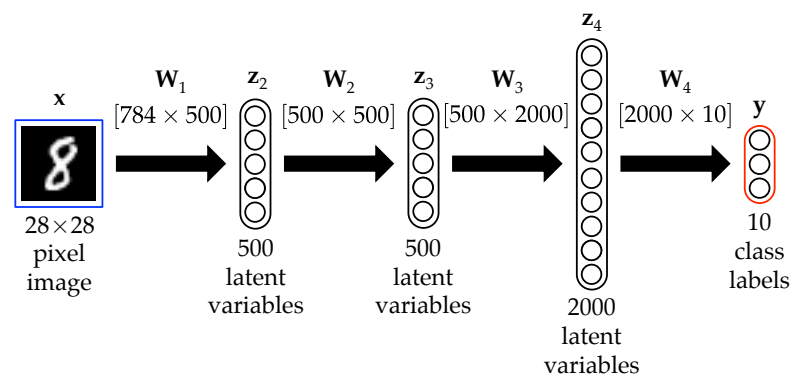 x
8
28×28
pixel
image
W₁
[784 × 500]
z₂
500
latent
variables
W₂
[500 × 500]
z₃
500
latent
variables
W₃
[500 × 2000]
z₄
2000
latent
variables
W₄
[2000 × 10]
y
10
class
labels